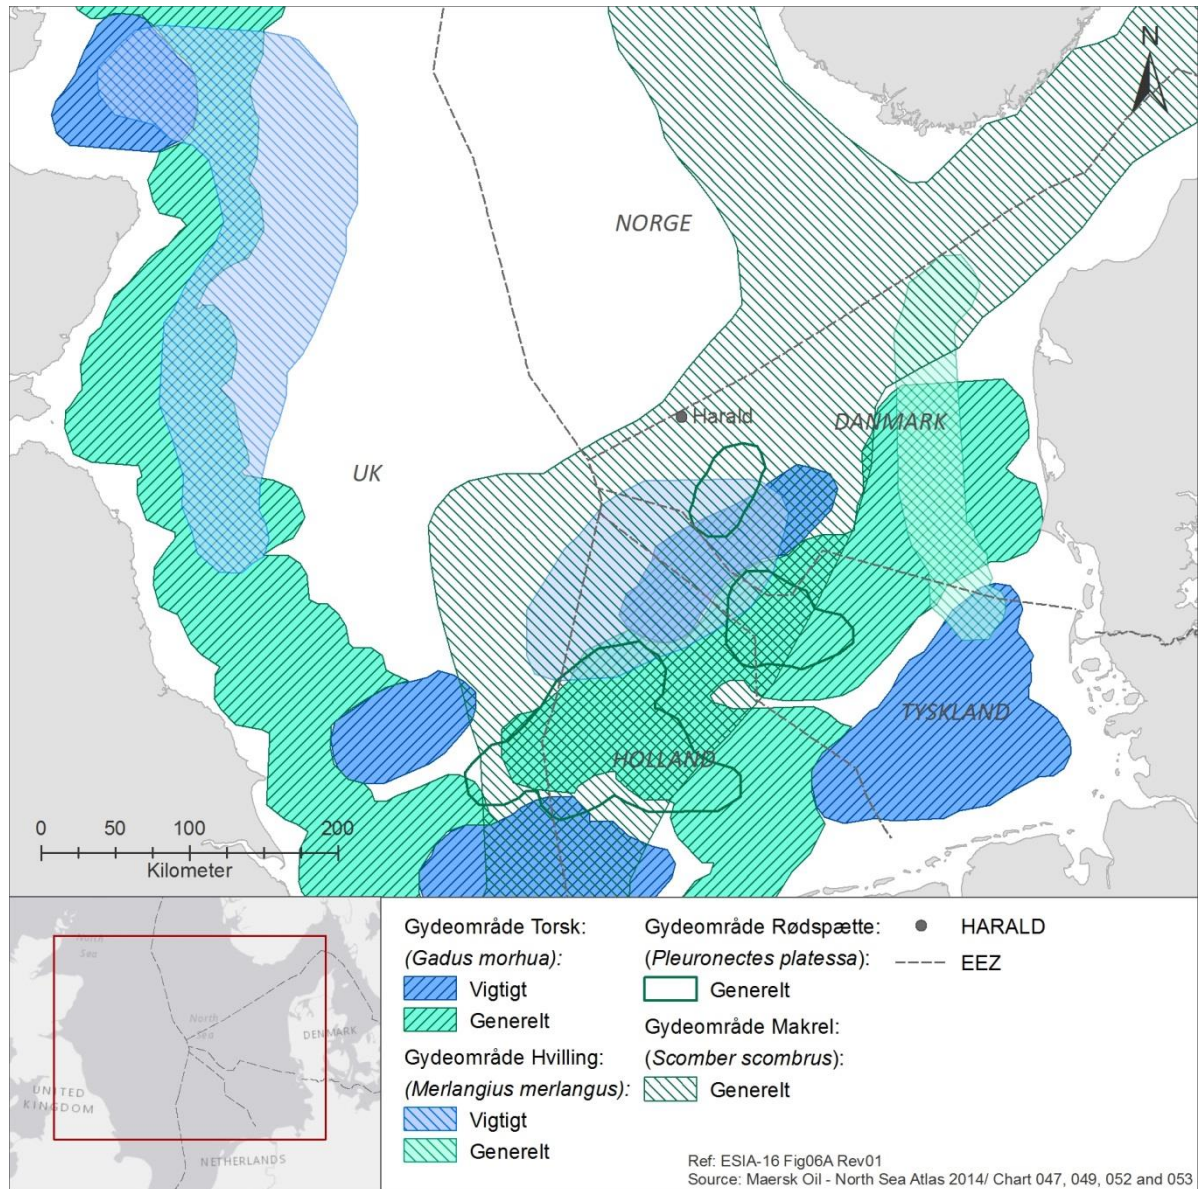 N
NORGE
Harald
DANMARK
UK
TYSKLAND
HOLLAND
0 50 100 200
Kilometer
North
Sea
North
Sea
DENMARK
UNITED
KINGDOM
NETHERLANDS
Gydeområde Torsk:
(Gadus morhua):
Vigtigt
Generelt
Gydeområde Hvilling:
(Merlangius merlangus):
Vigtigt
Generelt
Gydeområde Rødspætte:
(Pleuronectes platessa):
Generelt
Gydeområde Makrel:
(Scomber scombrus):
Generelt
HARALD
EEZ
Ref: ESIA-16 Fig06A Rev01
Source: Maersk Oil - North Sea Atlas 2014/ Chart 047, 049, 052 and 053